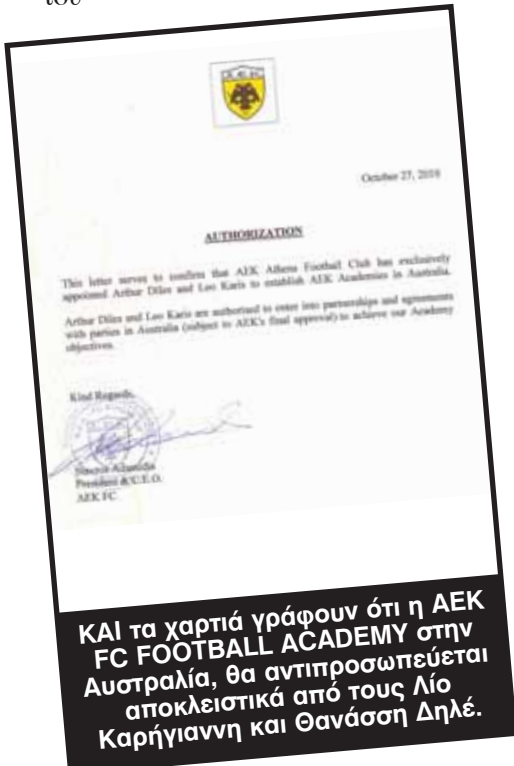 του
October 27, 2010
AUTHORIZATION
This letter serves to confirm that AEK Athens Football Club has exclusively
appointed Arthur Diles and Leo Karis to establish AEK Academies in Australia.
Arthur Diles and Leo Karis are authorised to enter into partnerships and agreements
with parties in Australia (subject to AEK's final approval) to achieve our Academy
objectives.
Kind Regards,
President & C.E.O.
AEK FC
ΚΑΙ τα χαρτιά γράφουν ότι η ΑΕΚ
FC FOOTBALL ACADEMY στην
Αυστραλία, θα αντιπροσωπεύεται
αποκλειστικά από τους Λίο
Καρήγιαννη και Θανάσση Δηλέ.